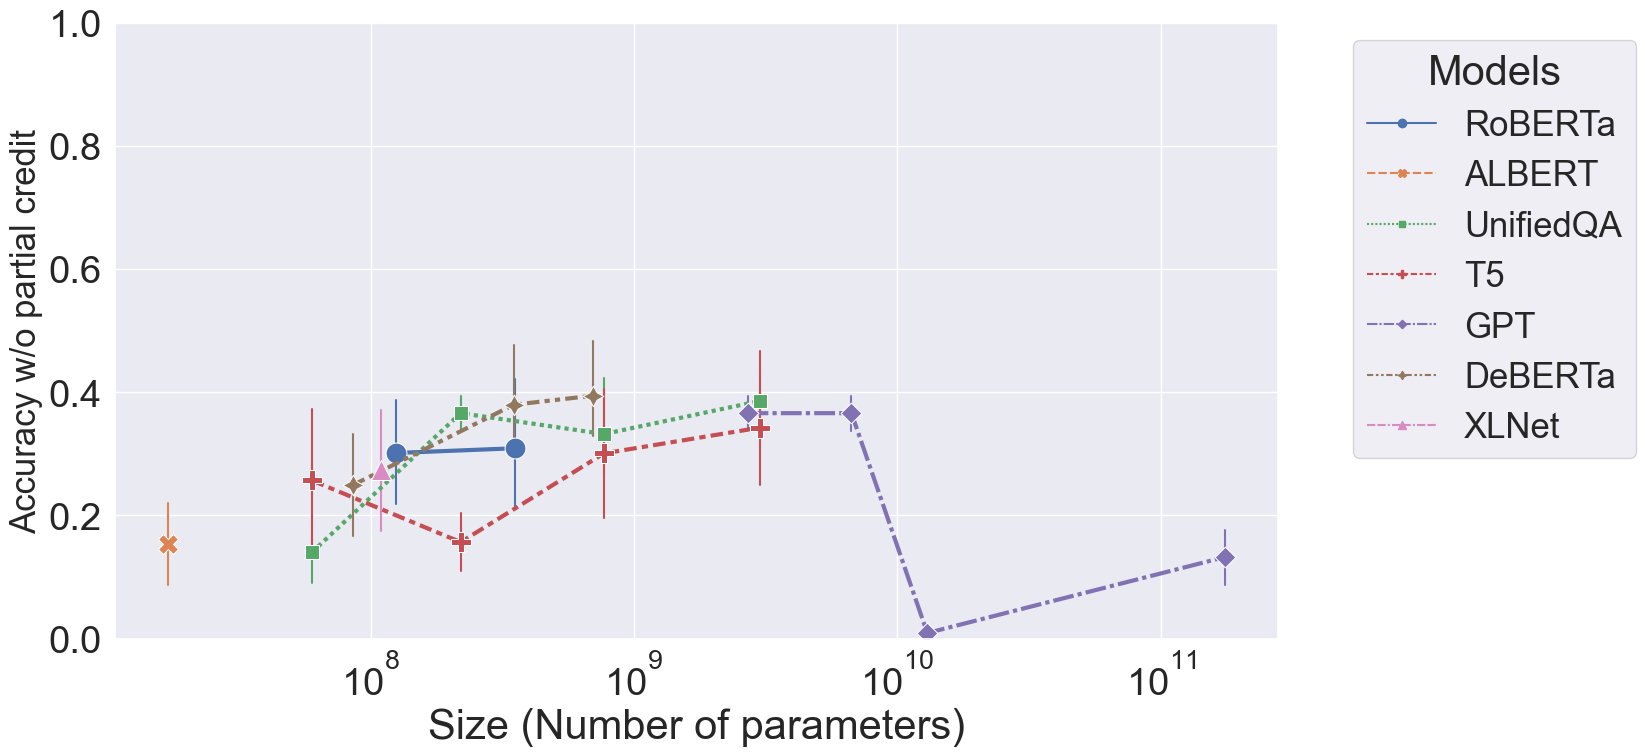 Accuracy w/o partial credit
1.0
0.8
0.6
0.4
0.2
0.0
10^8
10^9
10^10
10^11
Size (Number of parameters)
Models
RoBERTa
ALBERT
UnifiedQA
T5
GPT
DeBERTa
XLNet